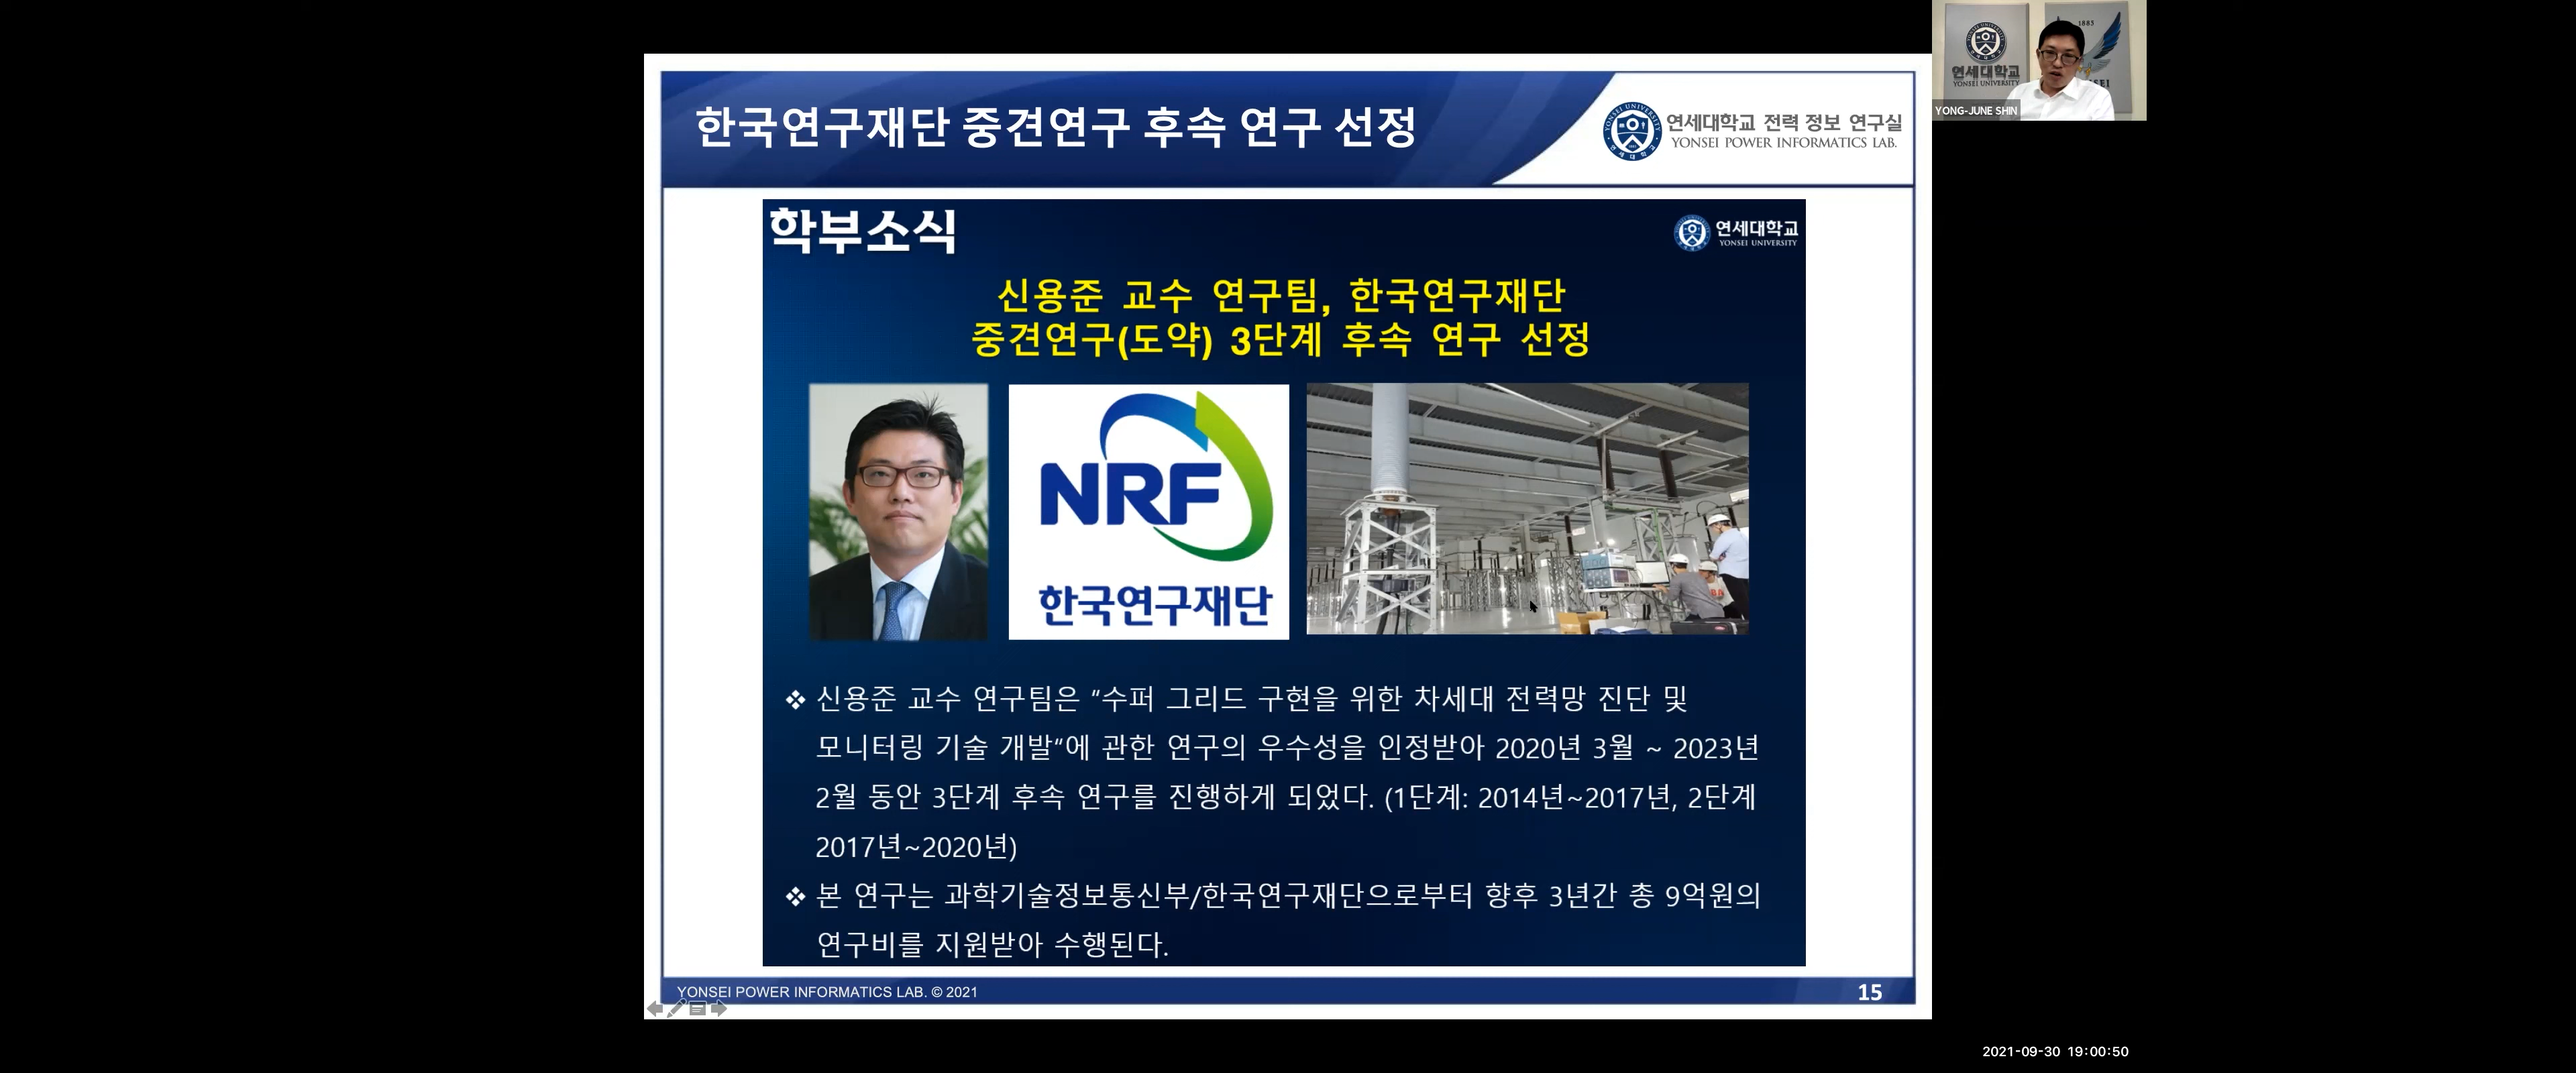 한국연구재단 중견연구 후속 연구 선정
연세대학교 전력 정보 연구실
YONSEI POWER INFORMATICS LAB.
학부소식
연세대학교
YONSEI UNIVERSITY
신용준 교수 연구팀, 한국연구재단
중견연구(도약) 3단계 후속 연구 선정
NRF
한국연구재단
❖ 신용준 교수 연구팀은 “수퍼 그리드 구현을 위한 차세대 전력망 진단 및
모니터링 기술 개발“에 관한 연구의 우수성을 인정받아 2020년 3월 ~ 2023년
2월 동안 3단계 후속 연구를 진행하게 되었다. (1단계: 2014년~2017년, 2단계
2017년~2020년)
❖ 본 연구는 과학기술정보통신부/한국연구재단으로부터 향후 3년간 총 9억원의
연구비를 지원받아 수행된다.
YONSEI POWER INFORMATICS LAB. © 2021
15
연세대학교
YONSEI UNIVERSITY
1885
SEI
YONG-JUNE SHIN
2021-09-30 19:00:50